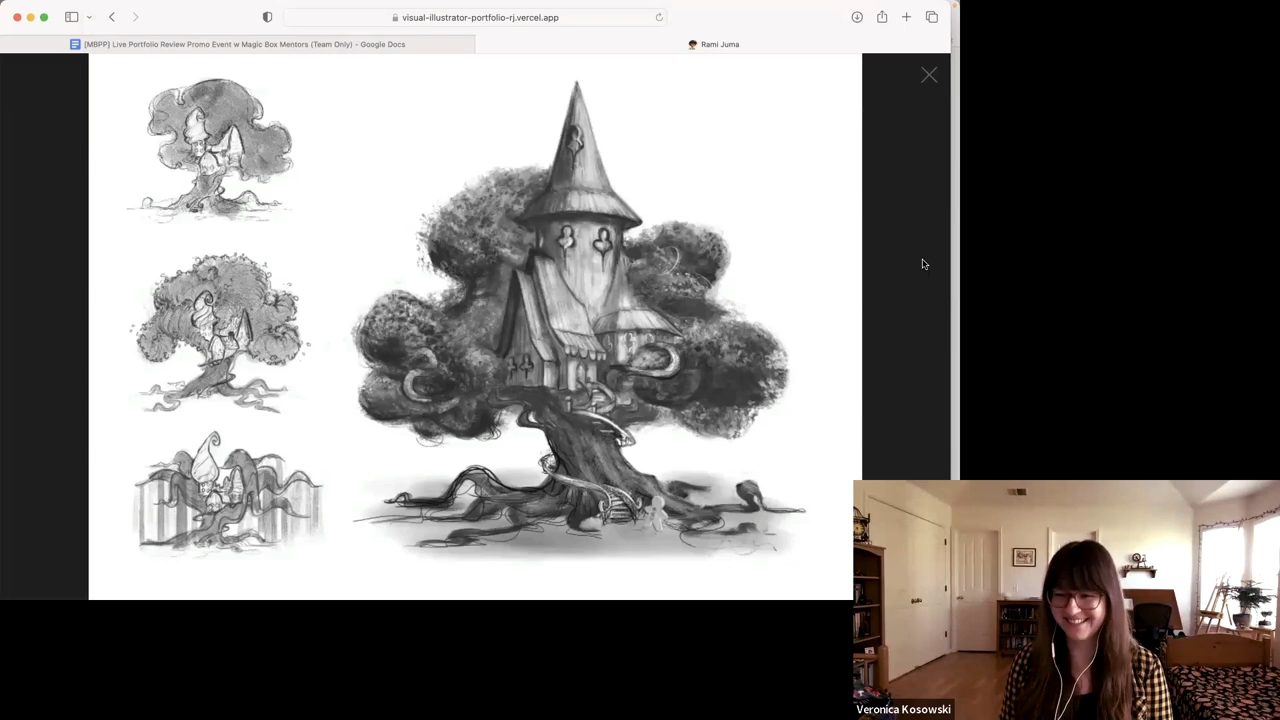 visual-illustrator-portfolio-rj.vercel.app
[MBPP] Live Portfolio Review Promo Event w Magic Box Mentors (Team Only) - Google Docs
Rami Juma
Veronica Kosowski